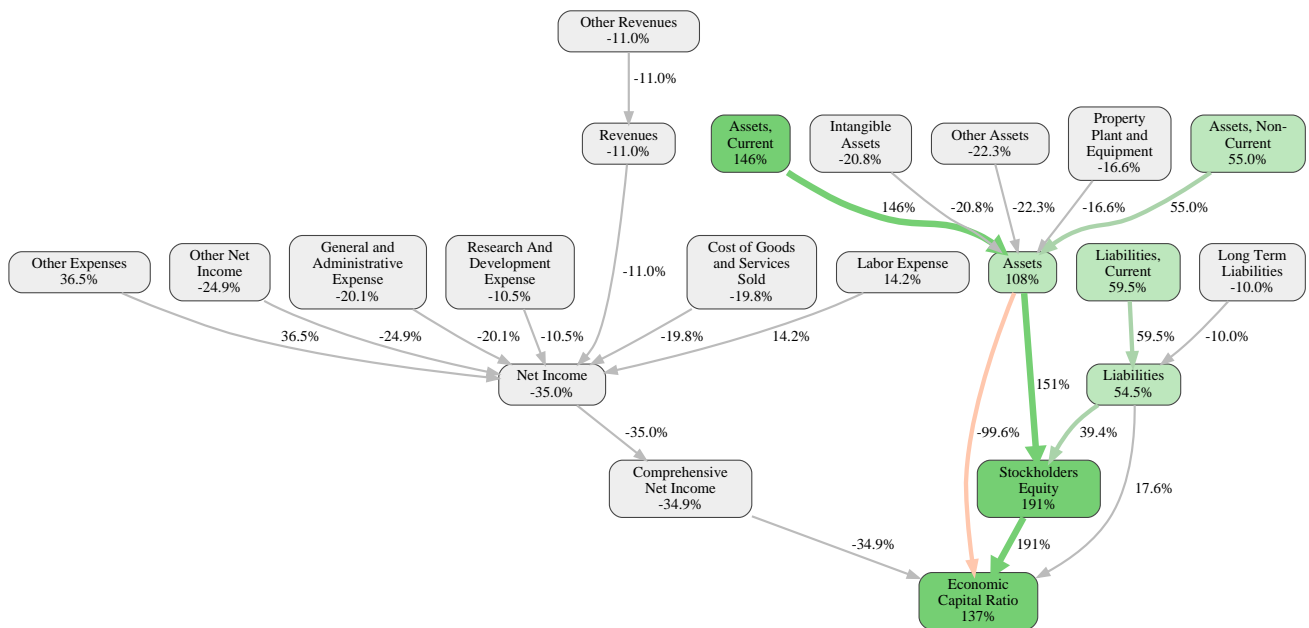 Other Revenues
-11.0%
-11.0%
Revenues
-11.0%
Assets,
Current
146%
Intangible
Assets
-20.8%
Other Assets
-22.3%
Property
Plant and
Equipment
-16.6%
Assets, Non-
Current
55.0%
146%
-20.8%
-22.3%
-16.6%
55.0%
Other Expenses
36.5%
Other Net
Income
-24.9%
General and
Administrative
Expense
-20.1%
Research And
Development
Expense
-10.5%
-11.0%
Cost of Goods
and Services
Sold
-19.8%
Labor Expense
14.2%
Assets
108%
Liabilities,
Current
59.5%
Long Term
Liabilities
-10.0%
36.5%
-24.9%
-20.1%
-10.5%
-19.8%
14.2%
59.5%
-10.0%
Net Income
-35.0%
151%
Liabilities
54.5%
-35.0%
-99.6%
39.4%
Comprehensive
Net Income
-34.9%
Stockholders
Equity
191%
17.6%
-34.9%
191%
Economic
Capital Ratio
137%